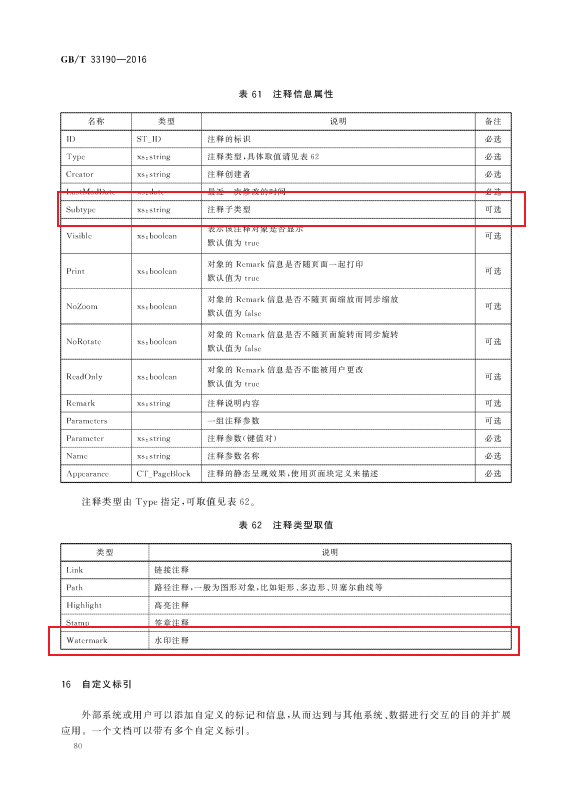 GB/T 33190—2016
表 61 注释信息属性
名称 类型 说明 备注
ID ST_ID 注释的标识 必选
Type xs:string 注释类型,具体取值请见表 62 必选
Creator xs:string 注释创建者 必选
LastModDate xs:date 最近一次修改的时间 必选
Subtype xs:string 注释子类型 可选
Visible xs:boolean 表示该注释对象是否显示
默认值为 true 可选
Print xs:boolean 对象的 Remark 信息是否随页面一起打印
默认值为 true 可选
NoZoom xs:boolean 对象的 Remark 信息是否不随页面缩放而同步缩放
默认值为 false 可选
NoRotate xs:boolean 对象的 Remark 信息是否不随页面旋转而同步旋转
默认值为 false 可选
ReadOnly xs:boolean 对象的 Remark 信息是否不能被用户更改
默认值为 true 可选
Remark xs:string 注释说明内容 可选
Parameters 一组注释参数 可选
Parameter xs:string 注释参数(键值对) 必选
Name xs:string 注释参数名称 必选
Appearance CT_PageBlock 注释的静态呈现效果,使用页面块定义来描述 必选
注释类型由 Type 指定,可取值见表 62。
表 62 注释类型取值
类型 说明
Link 链接注释
Path 路径注释,一般为图形对象,比如矩形、多边形、贝塞尔曲线等
Highlight 高亮注释
Stamp 签章注释
Watermark 水印注释
16 自定义标引
外部系统或用户可以添加自定义的标记和信息,从而达到与其他系统、数据进行交互的目的并扩展
应用。一个文档可以带有多个自定义标引。
80